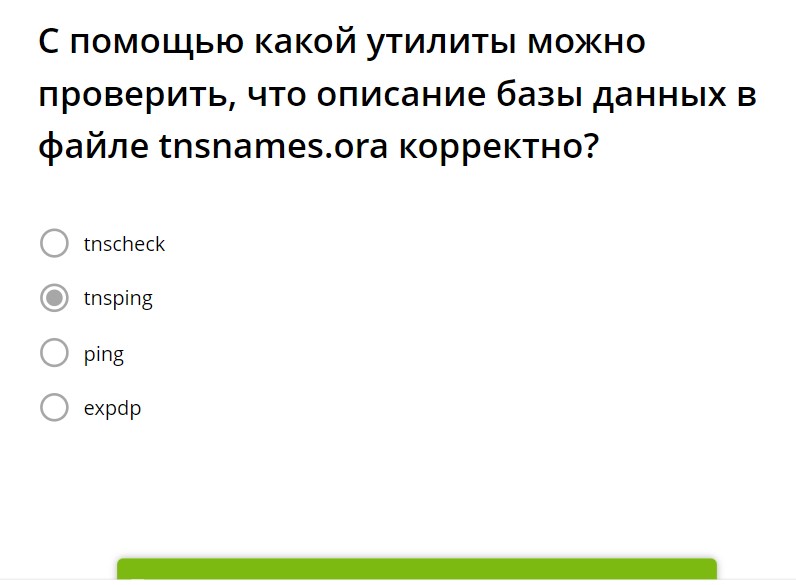 С помощью какой утилиты можно
проверить, что описание базы данных в
файле tnsnames.ora корректно?
tnscheck
tnsping
ping
expdp